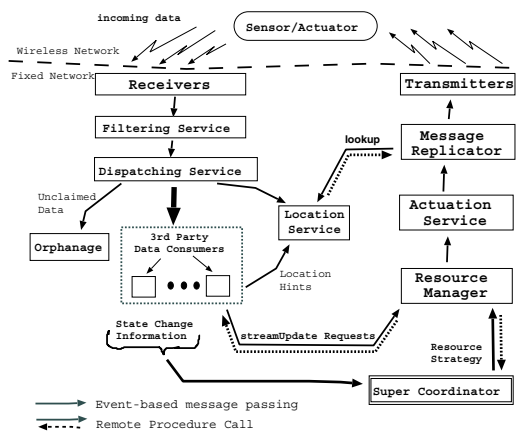 incoming data
Sensor/Actuator
Wireless Network
Fixed Network
Receivers
Transmitters
Filtering Service
lookup
Message
Replicator
Dispatching Service
Unclaimed
Data
Location
Service
Actuation
Service
3rd Party
Data Consumers
Orphanage
Location
Hints
Resource
Manager
State Change
Information
streamUpdate Requests
Resource
Strategy
Super Coordinator
Event-based message passing
Remote Procedure Call